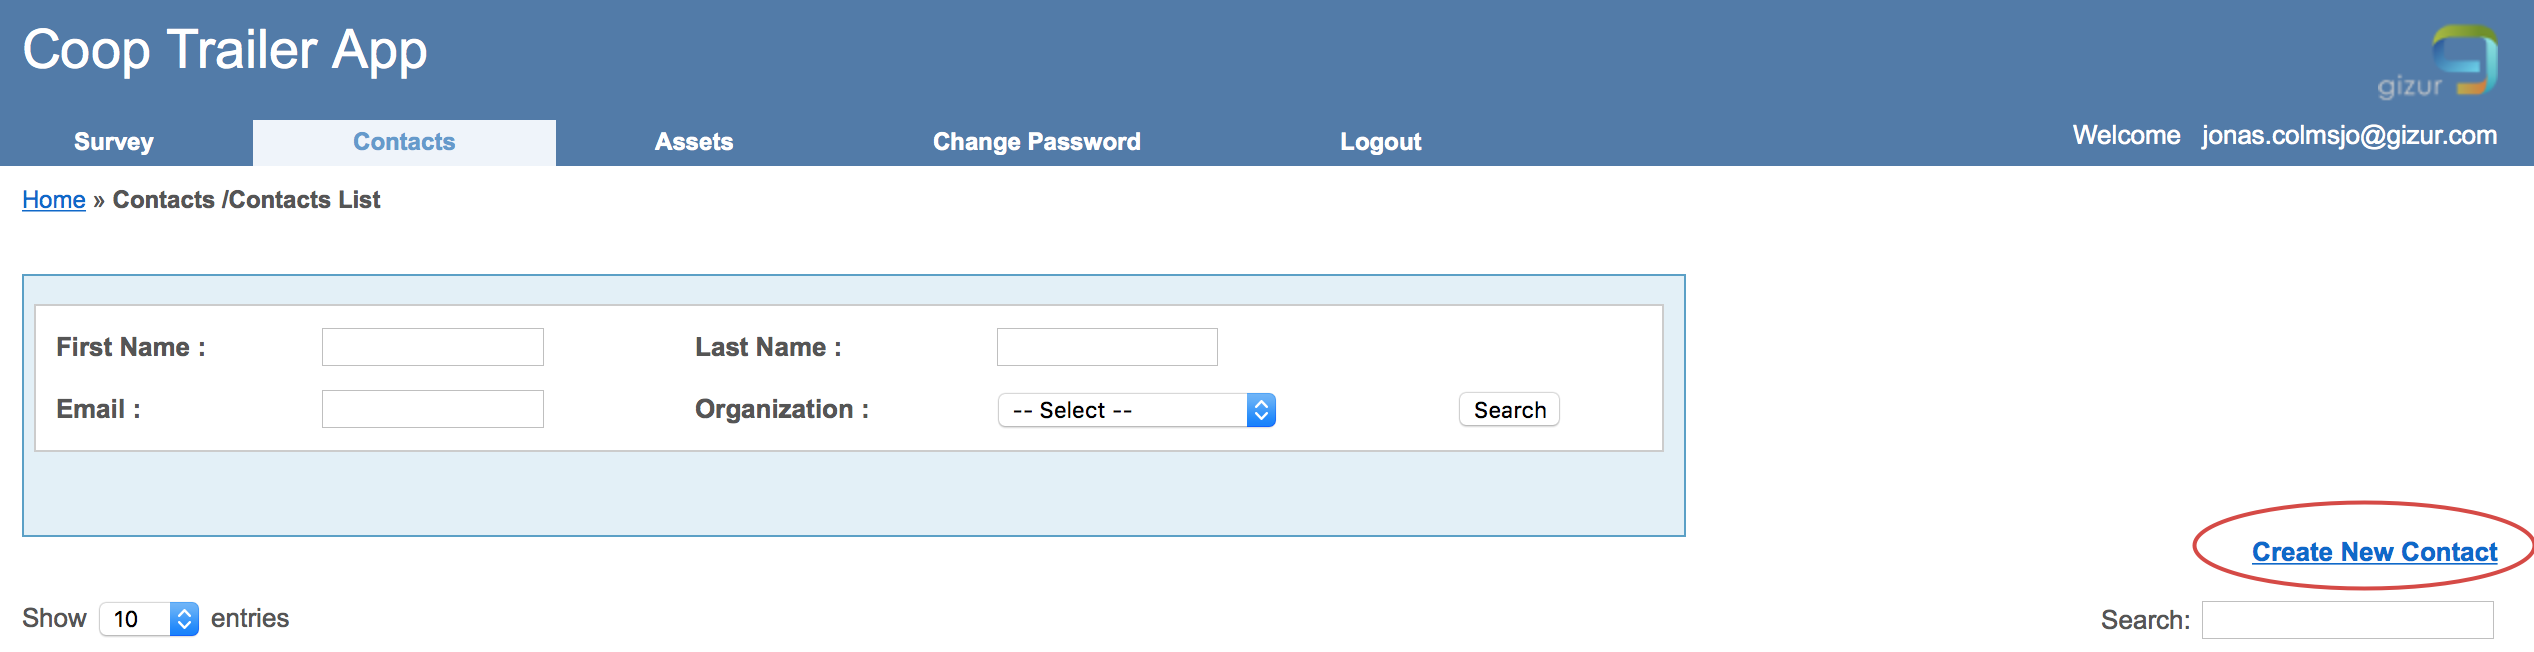 Coop Trailer App
gizur
Survey Contacts Assets Change Password Logout Welcome jonas.colmsjo@gizur.com
Home » Contacts /Contacts List
First Name : Last Name :
Email : Organization : -- Select -- Search
Create New Contact
Show 10 entries Search: